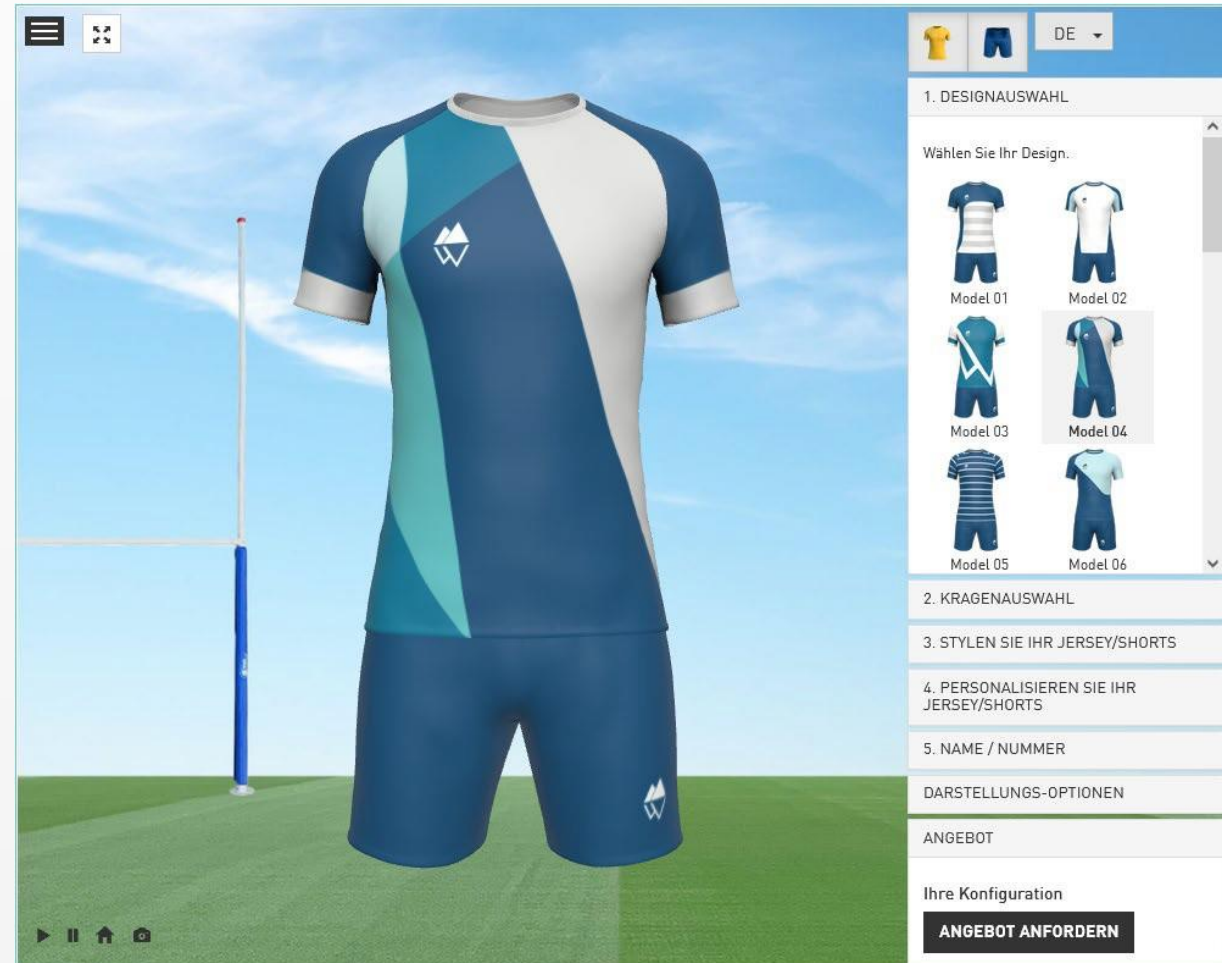 DE
1. DESIGNAUSWAHL
Wählen Sie Ihr Design.
Model 01
Model 02
Model 03
Model 04
Model 05
Model 06
2. KRAGENAUSWAHL
3. STYLEN SIE IHR JERSEY/SHORTS
4. PERSONALISIEREN SIE IHR
JERSEY/SHORTS
5. NAME / NUMMER
DARSTELLUNGS-OPTIONEN
ANGEBOT
Ihre Konfiguration
ANGEBOT ANFORDERN